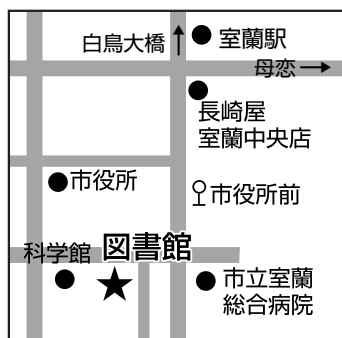 白鳥大橋
室蘭駅
母恋
長崎屋
室蘭中央店
市役所
市役所前
科学館
図書館
市立室蘭
総合病院